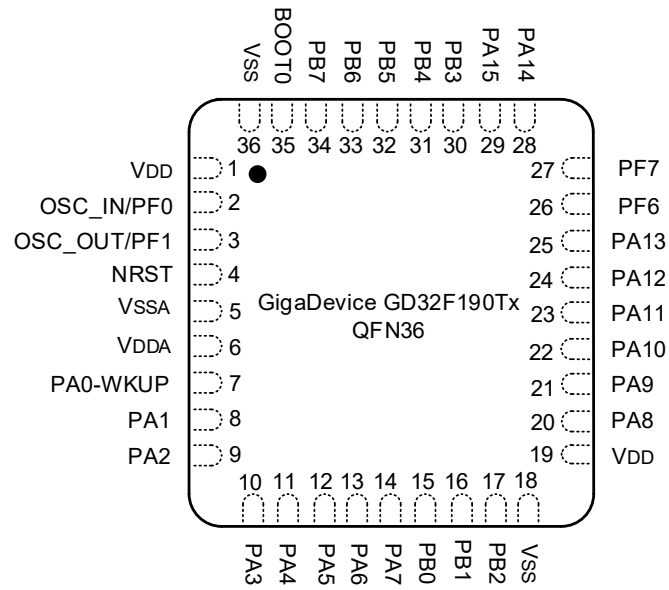 VSS
BOOT0
PB7
PB6
PB5
PB4
PB3
PA15
PA14
36 35 34 33 32 31 30 29 28
VDD 1 27 PF7
OSC_IN/PF0 2 26 PF6
OSC_OUT/PF1 3 25 PA13
NRST 4 24 PA12
VSSA 5 GigaDevice GD32F190Tx 23 PA11
QFN36
VDDA 6 22 PA10
PA0-WKUP 7 21 PA9
PA1 8 20 PA8
PA2 9 19 VDD
10 11 12 13 14 15 16 17 18
PA3
PA4
PA5
PA6
PA7
PB0
PB1
PB2
VSS